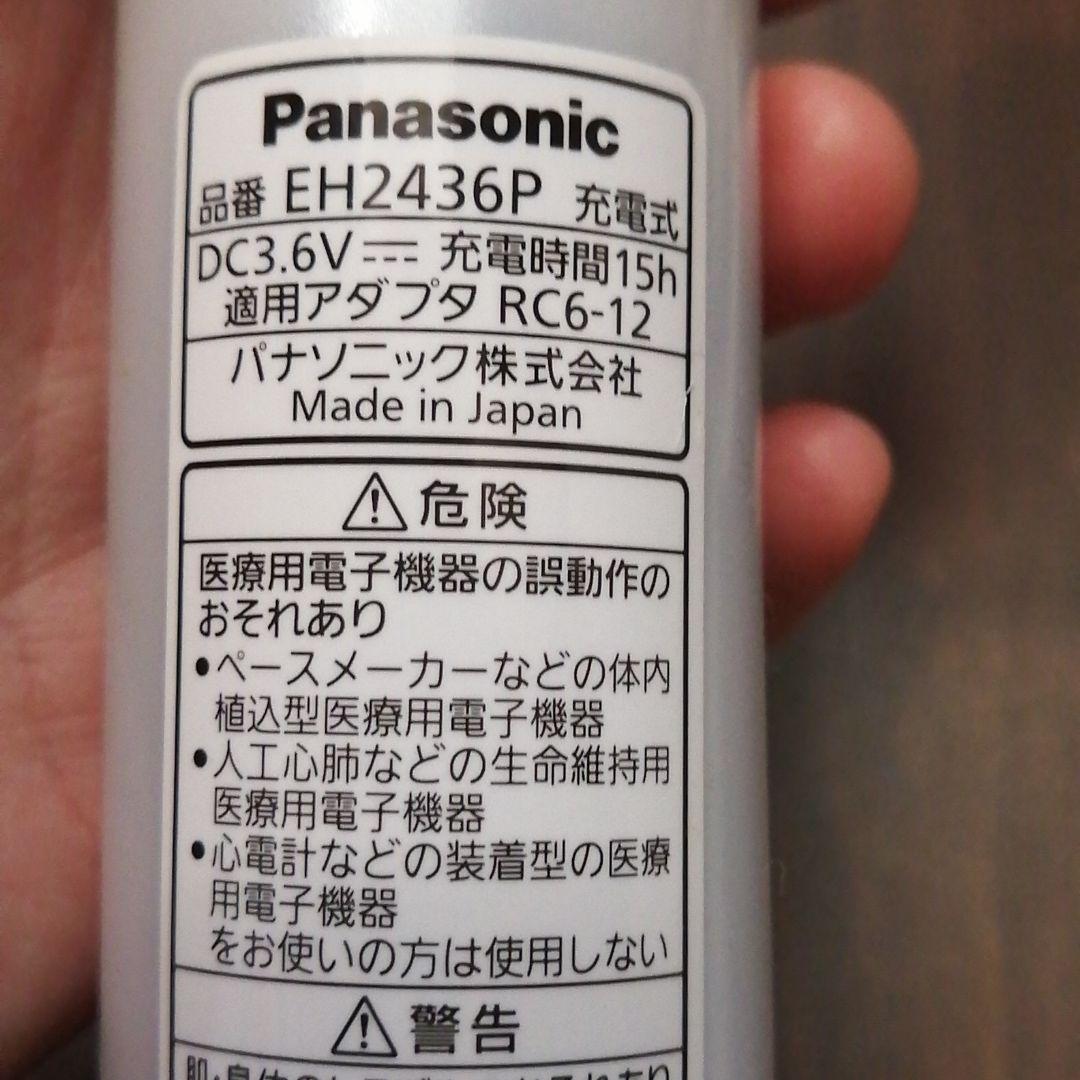 Panasonic
品番 EH2436P 充電式
DC3.6V⎓ 充電時間15h
適用アダプタ RC6-12
パナソニック株式会社
Made in Japan
⚠危険
医療用電子機器の誤動作の
おそれあり
•ペースメーカーなどの体内
植込型医療用電子機器
•人工心肺などの生命維持用
医療用電子機器
•心電計などの装着型の医療
用電子機器
をお使いの方は使用しない
⚠警告